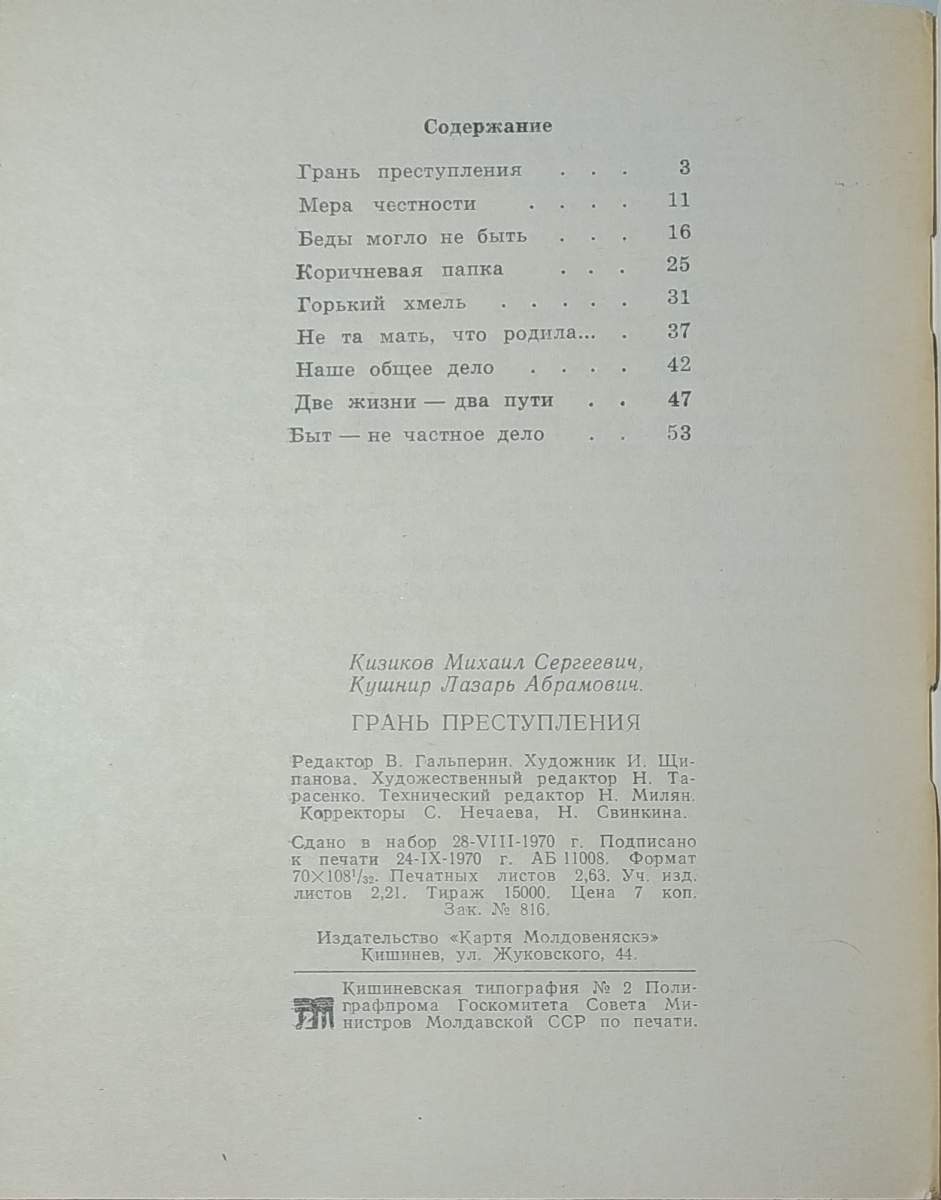 Содержание
Грань преступления . . . 3
Мера честности . . . . 11
Беды могло не быть . . . 16
Коричневая папка . . . 25
Горький хмель . . . . . 31
Не та мать, что родила... . 37
Наше общее дело . . . . 42
Две жизни — два пути . . 47
Быт — не частное дело . . 53
Кизиков Михаил Сергеевич,
Кушнир Лазарь Абрамович.
ГРАНЬ ПРЕСТУПЛЕНИЯ
Редактор В. Гальперин. Художник И. Щи-
панова. Художественный редактор Н. Та-
расенко. Технический редактор Н. Милян.
Корректоры С. Нечаева, Н. Свинкина.
Сдано в набор 28-VIII-1970 г. Подписано
к печати 24-IX-1970 г. АБ 11008. Формат
70×108¹/₃₂. Печатных листов 2,63. Уч. изд.
листов 2,21. Тираж 15000. Цена 7 коп.
Зак. № 816.
Издательство «Картя Молдовеняскэ»
Кишинев, ул. Жуковского, 44.
Кишиневская типография № 2 Поли-
графпрома Госкомитета Совета Ми-
нистров Молдавской ССР по печати.